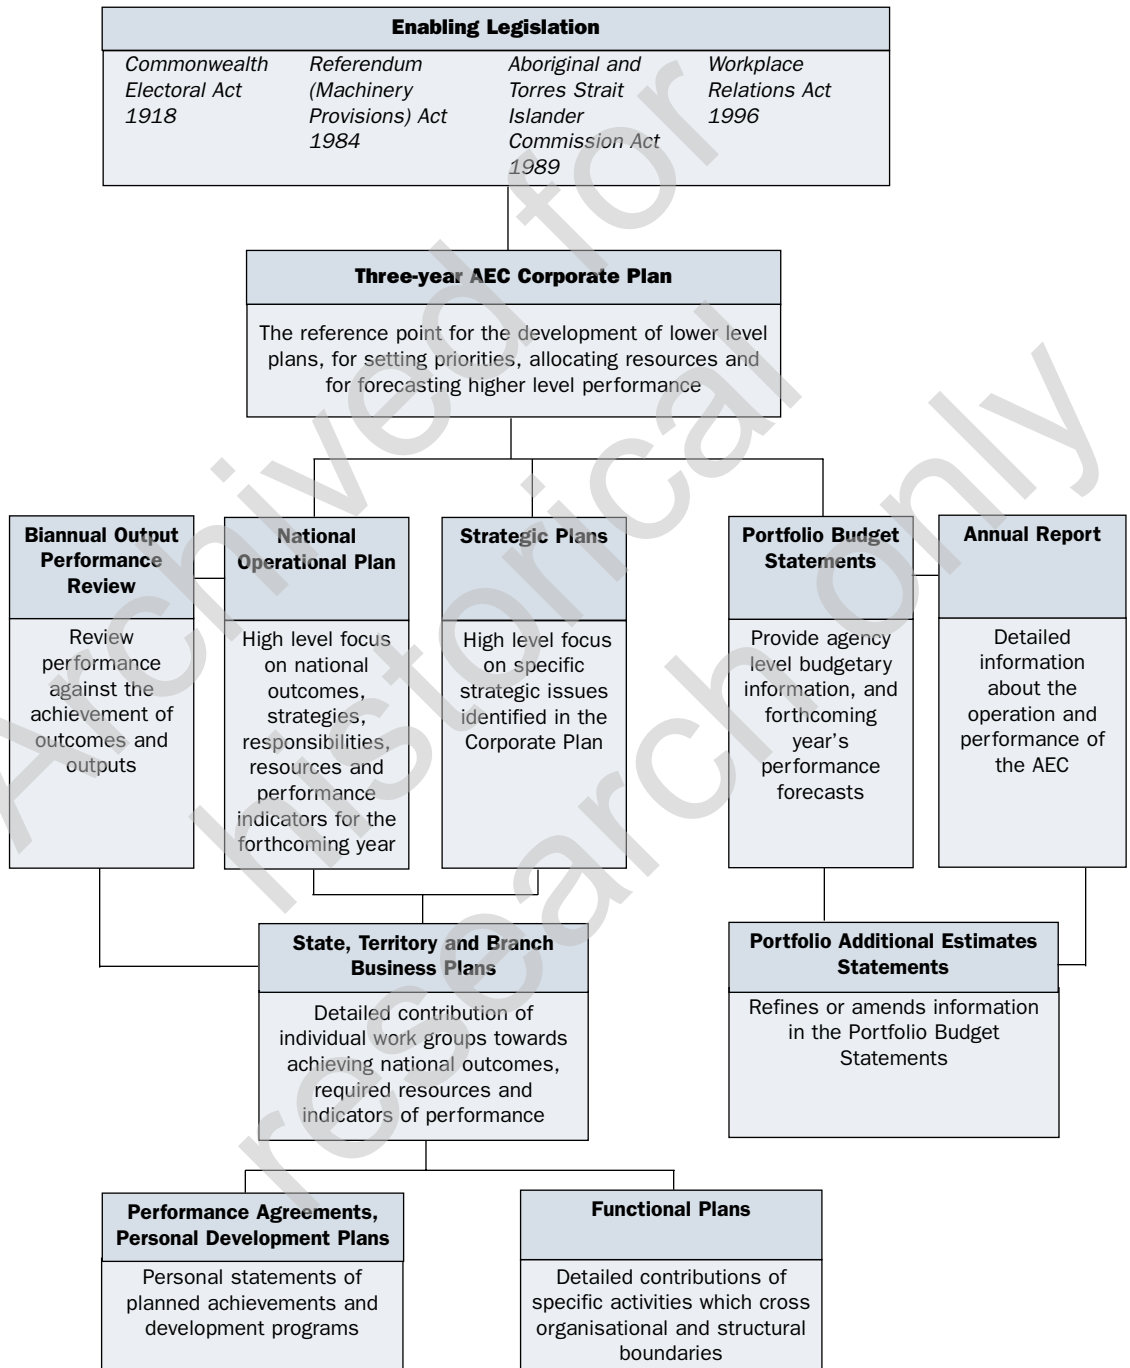 Enabling Legislation
Commonwealth
Electoral Act
1918
Referendum
(Machinery
Provisions) Act
1984
Aboriginal and
Torres Strait
Islander
Commission Act
1989
Workplace
Relations Act
1996
Three-year AEC Corporate Plan
The reference point for the development of lower level
plans, for setting priorities, allocating resources and
for forecasting higher level performance
Biannual Output
Performance
Review
Review
performance
against the
achievement of
outcomes and
outputs
National
Operational Plan
High level focus
on national
outcomes,
strategies,
responsibilities,
resources and
performance
indicators for the
forthcoming year
Strategic Plans
High level focus
on specific
strategic issues
identified in the
Corporate Plan
Portfolio Budget
Statements
Provide agency
level budgetary
information, and
forthcoming
year's
performance
forecasts
Annual Report
Detailed
information
about the
operation and
performance of
the AEC
State, Territory and Branch
Business Plans
Detailed contribution of
individual work groups towards
achieving national outcomes,
required resources and
indicators of performance
Portfolio Additional Estimates
Statements
Refines or amends information
in the Portfolio Budget
Statements
Performance Agreements,
Personal Development Plans
Personal statements of
planned achievements and
development programs
Functional Plans
Detailed contributions of
specific activities which cross
organisational and structural
boundaries
Archived for
historical
research only